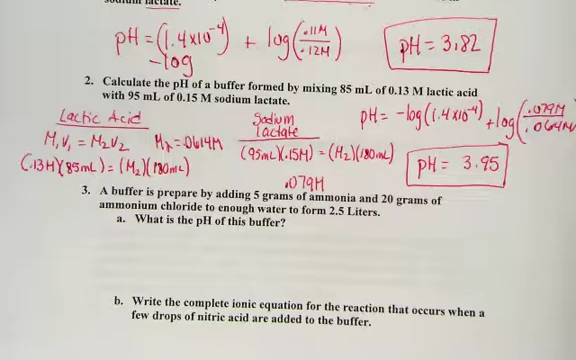 sodium lactate.
pH = (1.4x10⁻⁴) + log(.11M/.12M)
-log
pH = 3.82
2. Calculate the pH of a buffer formed by mixing 85 mL of 0.13 M lactic acid
with 95 mL of 0.15 M sodium lactate.
Lactic Acid
M₁V₁ = M₂V₂
(.13M)(85mL) = (M₂)(180mL)
M₂ = .0614M
Sodium
Lactate
(95mL)(.15M) = (M₂)(180mL)
.079M
pH = -log(1.4x10⁻⁴) + log(.079M/.064M
pH = 3.95
3. A buffer is prepare by adding 5 grams of ammonia and 20 grams of
ammonium chloride to enough water to form 2.5 Liters.
a. What is the pH of this buffer?
b. Write the complete ionic equation for the reaction that occurs when a
few drops of nitric acid are added to the buffer.